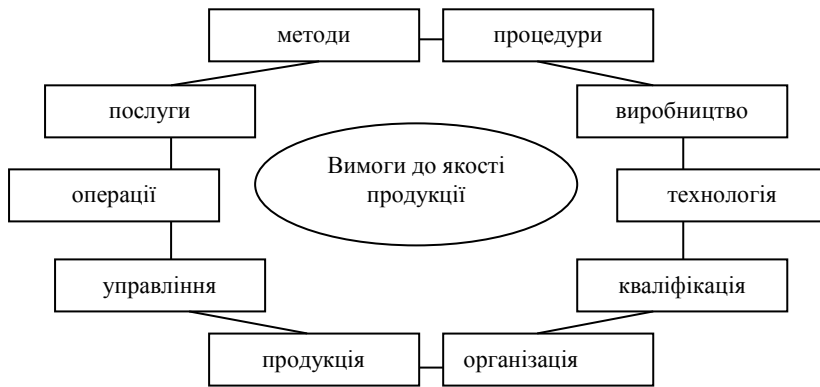 методи
процедури
послуги
виробництво
Вимоги до якості
продукції
операції
технологія
управління
кваліфікація
продукція
організація